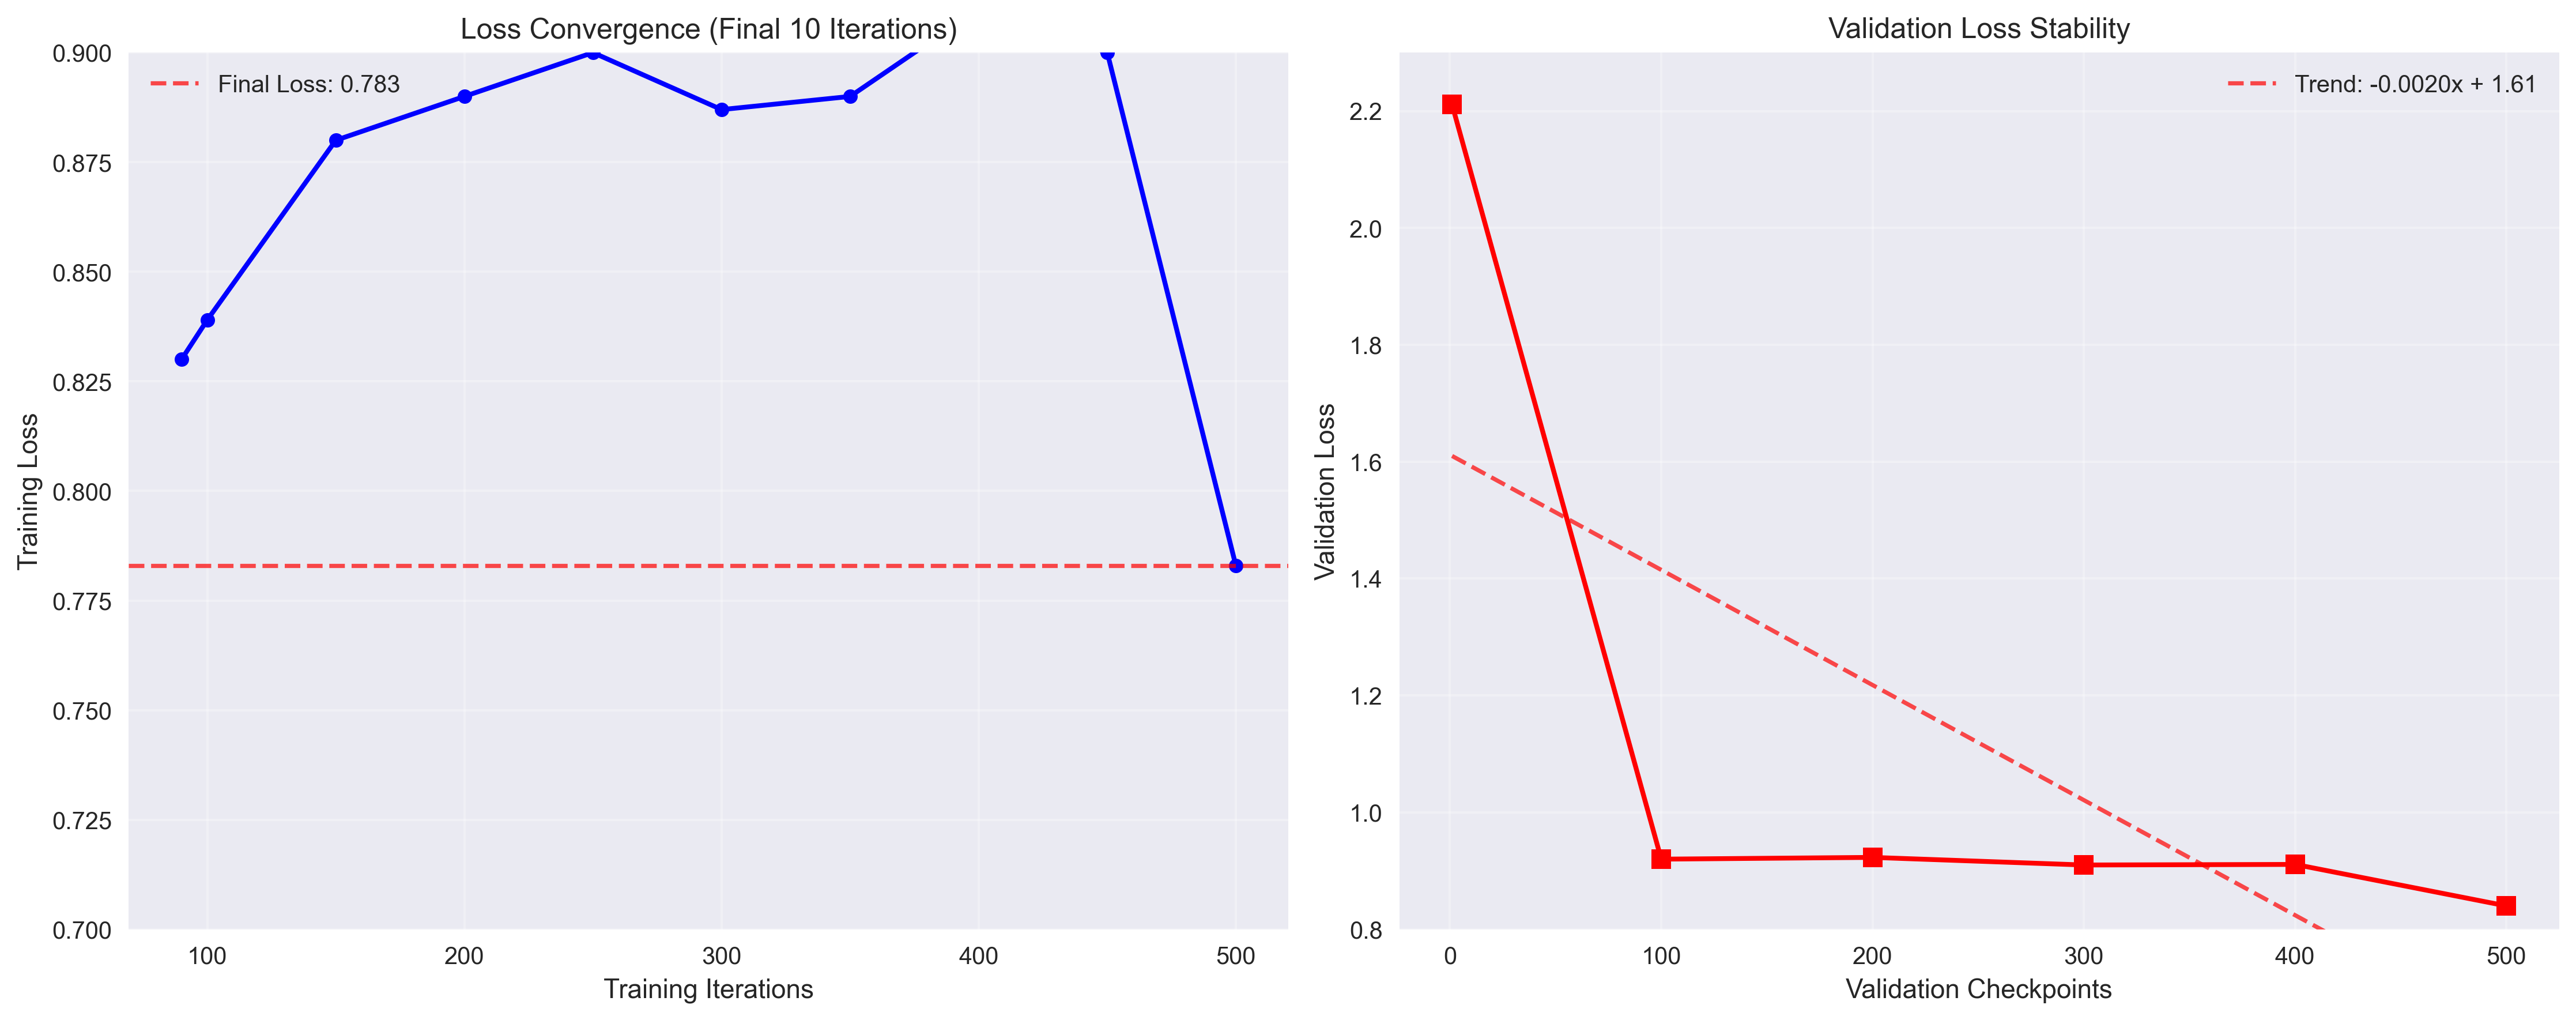 Loss Convergence (Final 10 Iterations)
Final Loss: 0.783
0.900
0.875
0.850
0.825
0.800
0.775
0.750
0.725
0.700
Training Loss
100 200 300 400 500
Training Iterations
Validation Loss Stability
Trend: -0.0020x + 1.61
2.2
2.0
1.8
1.6
1.4
1.2
1.0
0.8
Validation Loss
0 100 200 300 400 500
Validation Checkpoints